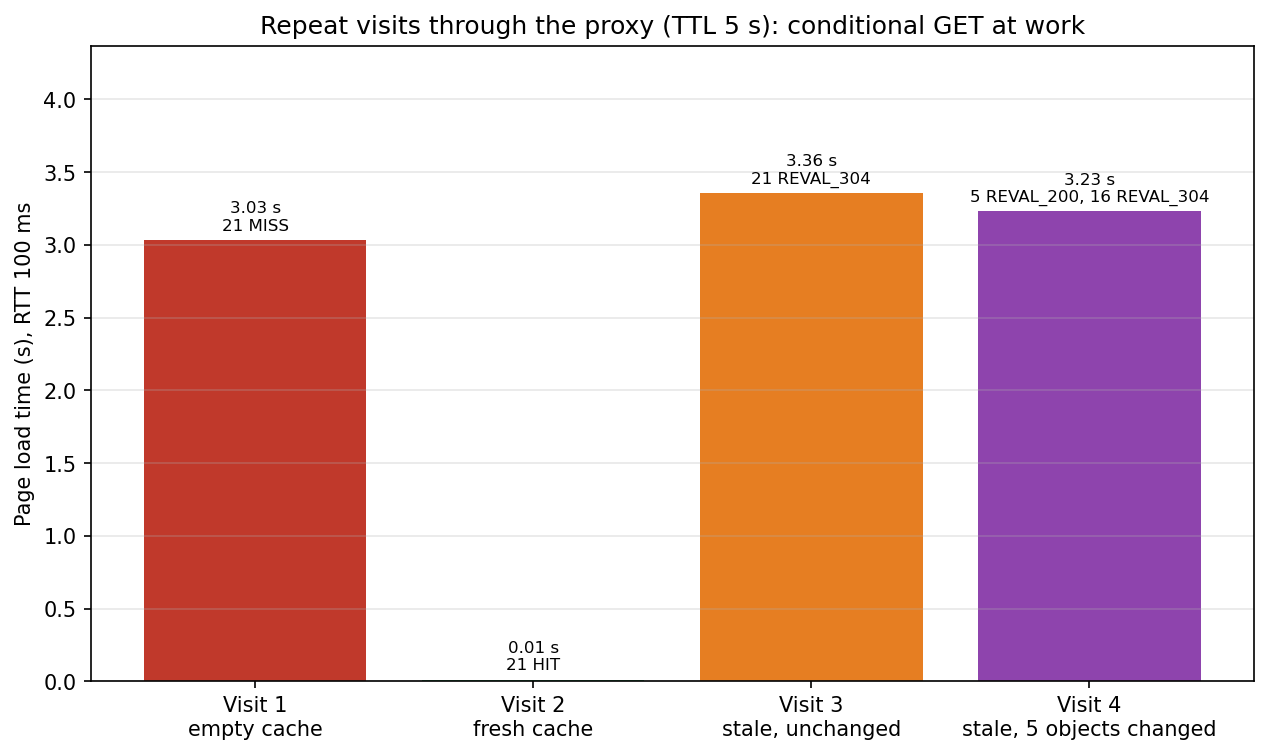 Repeat visits through the proxy (TTL 5 s): conditional GET at work
Page load time (s), RTT 100 ms
4.0
3.5
3.0
2.5
2.0
1.5
1.0
0.5
0.0
3.03 s
21 MISS
0.01 s
21 HIT
3.36 s
21 REVAL_304
3.23 s
5 REVAL_200, 16 REVAL_304
Visit 1
empty cache
Visit 2
fresh cache
Visit 3
stale, unchanged
Visit 4
stale, 5 objects changed